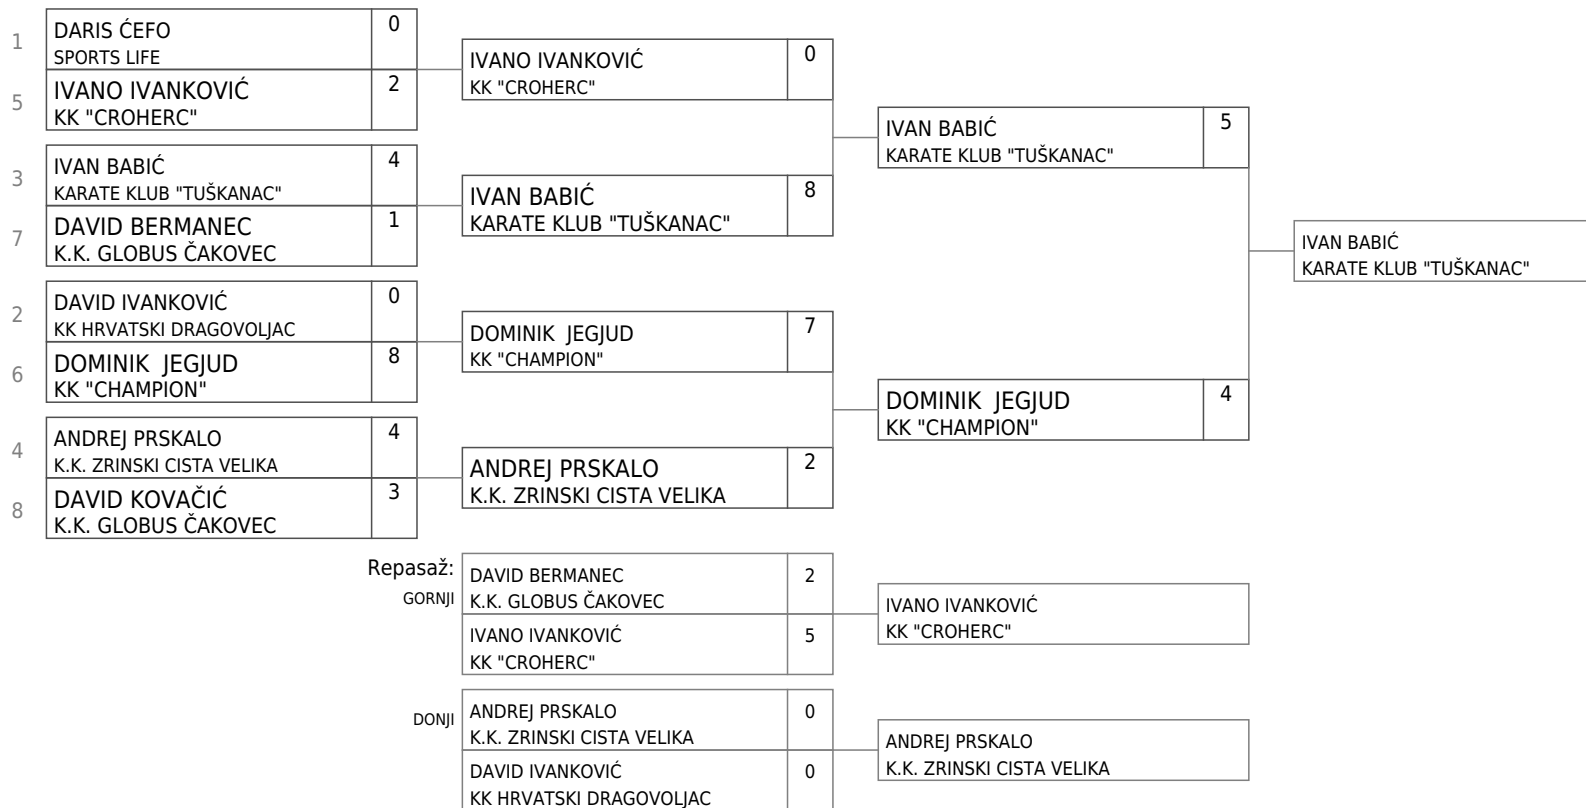 1
DARIS ĆEFO
SPORTS LIFE
0
5
IVANO IVANKOVIĆ
KK "CROHERC"
2
3
IVAN BABIĆ
KARATE KLUB "TUŠKANAC"
4
7
DAVID BERMANEC
K.K. GLOBUS ČAKOVEC
1
2
DAVID IVANKOVIĆ
KK HRVATSKI DRAGOVOLJAC
0
6
DOMINIK  JEGJUD
KK "CHAMPION"
8
4
ANDREJ PRSKALO
K.K. ZRINSKI CISTA VELIKA
4
8
DAVID KOVAČIĆ
K.K. GLOBUS ČAKOVEC
3
IVANO IVANKOVIĆ
KK "CROHERC"
0
IVAN BABIĆ
KARATE KLUB "TUŠKANAC"
8
DOMINIK  JEGJUD
KK "CHAMPION"
7
ANDREJ PRSKALO
K.K. ZRINSKI CISTA VELIKA
2
IVAN BABIĆ
KARATE KLUB "TUŠKANAC"
5
DOMINIK  JEGJUD
KK "CHAMPION"
4
IVAN BABIĆ
KARATE KLUB "TUŠKANAC"
Repasaž:
GORNJI
DAVID BERMANEC
K.K. GLOBUS ČAKOVEC
2
IVANO IVANKOVIĆ
KK "CROHERC"
5
IVANO IVANKOVIĆ
KK "CROHERC"
DONJI
ANDREJ PRSKALO
K.K. ZRINSKI CISTA VELIKA
0
DAVID IVANKOVIĆ
KK HRVATSKI DRAGOVOLJAC
0
ANDREJ PRSKALO
K.K. ZRINSKI CISTA VELIKA